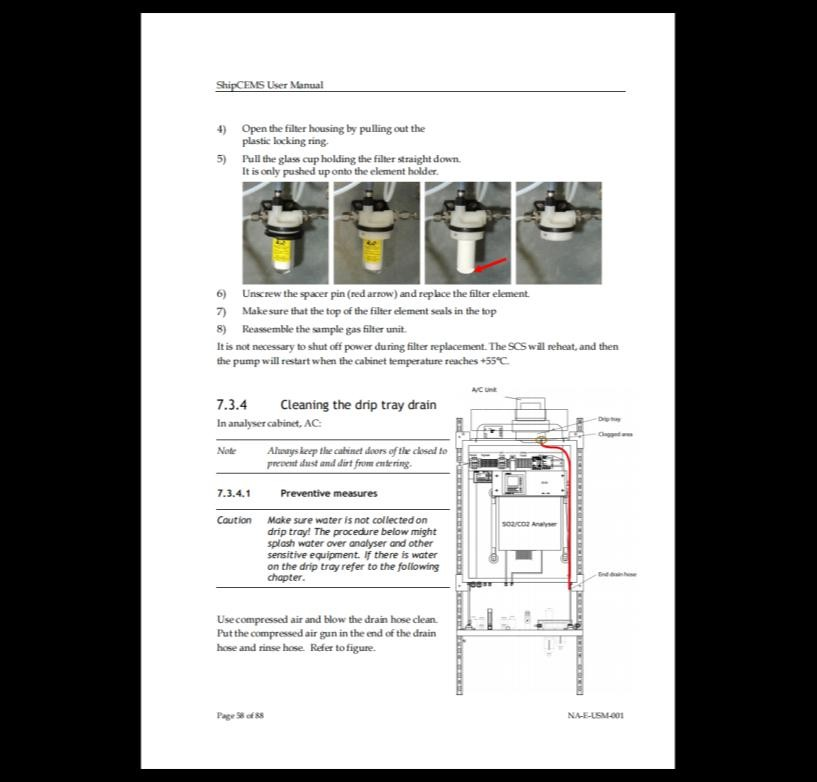 ShipCEMS User Manual
4) Open the filter housing by pulling out the
plastic locking ring.
5) Pull the glass cup holding the filter straight down.
It is only pushed up onto the element holder.
6) Unscrew the spacer pin (red arrow) and replace the filter element.
7) Make sure that the top of the filter element seals in the top
8) Reassemble the sample gas filter unit.
It is not necessary to shut off power during filter replacement. The SCS will reheat, and then
the pump will restart when the cabinet temperature reaches +55°C.
7.3.4 Cleaning the drip tray drain
In analyser cabinet, AC:
Note Always keep the cabinet doors of the closed to
prevent dust and dirt from entering.
7.3.4.1 Preventive measures
Caution Make sure water is not collected on
drip tray! The procedure below might
splash water over analyser and other
sensitive equipment. If there is water
on the drip tray refer to the following
chapter.
Use compressed air and blow the drain hose clean.
Put the compressed air gun in the end of the drain
hose and rinse hose. Refer to figure.
A/C Unit
Drip tray
Clogged area
SO2/CO2 Analyser
End drain hose
Page 58 of 88
NA-E-USM-001